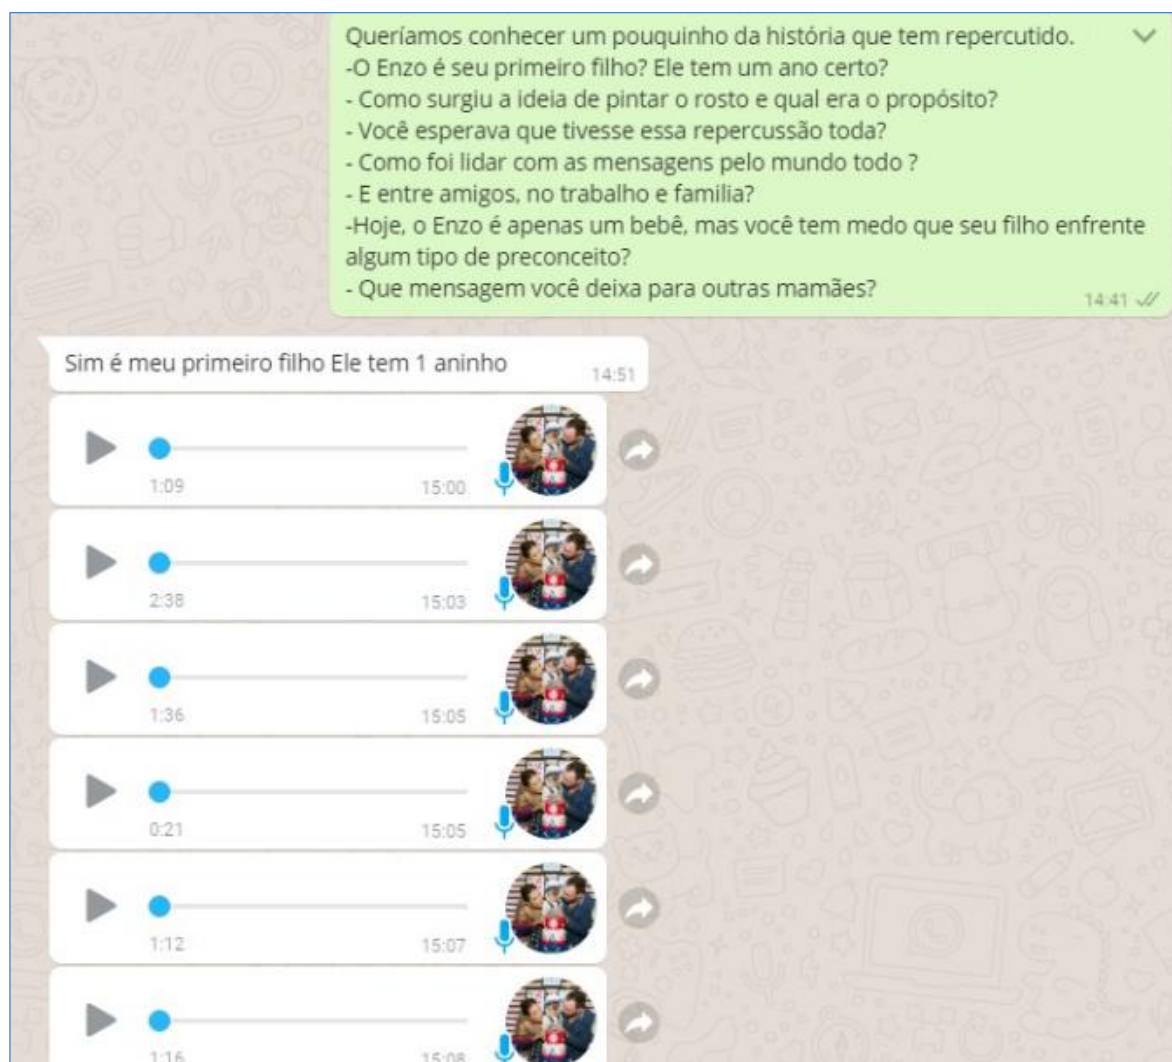 Queríamos conhecer um pouquinho da história que tem repercutido.
-O Enzo é seu primeiro filho? Ele tem um ano certo?
- Como surgiu a ideia de pintar o rosto e qual era o propósito?
- Você esperava que tivesse essa repercussão toda?
- Como foi lidar com as mensagens pelo mundo todo ?
- E entre amigos, no trabalho e familia?
-Hoje, o Enzo é apenas um bebê, mas você tem medo que seu filho enfrente
algum tipo de preconceito?
- Que mensagem você deixa para outras mamães?
14:41
Sim é meu primeiro filho Ele tem 1 aninho
14:51
1:09 15:00
2:38 15:03
1:36 15:05
0:21 15:05
1:12 15:07
1:16 15:08